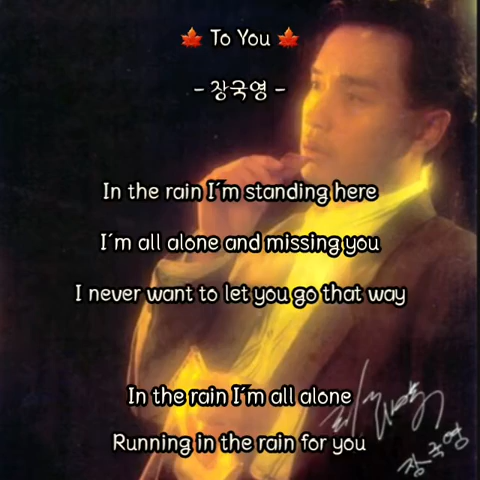 🍁 To You 🍁
- 장국영 -
In the rain I´m standing here
I´m all alone and missing you
I never want to let you go that way
In the rain I´m all alone
Running in the rain for you
장국영